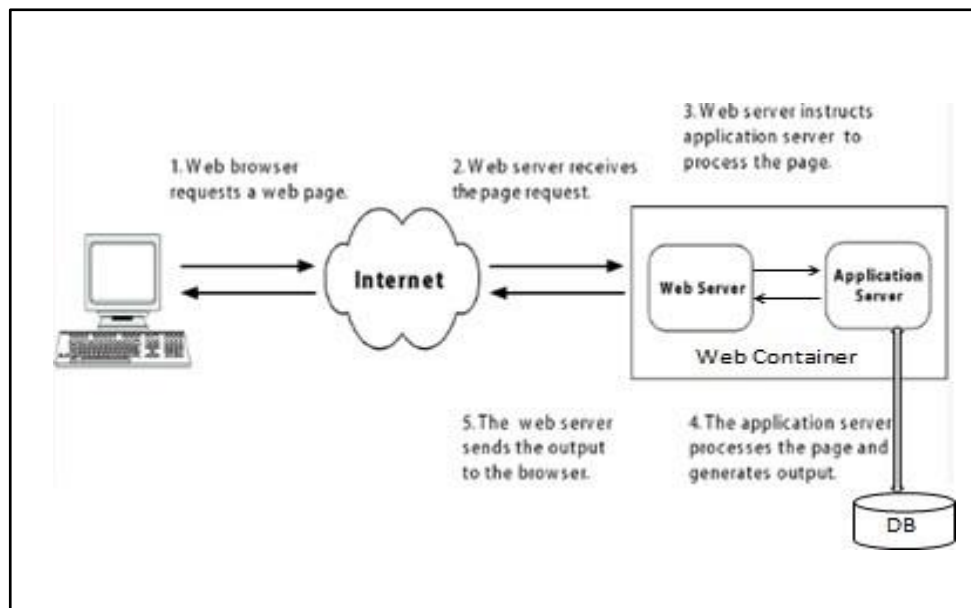 1. Web browser
requests a web page.
2. Web server receives
the page request.
3. Web server instructs
application server to
process the page.
Internet
Web Server
Application
Server
Web Container
5. The web server
sends the output
to the browser.
4. The application server
processes the page and
generates output.
DB